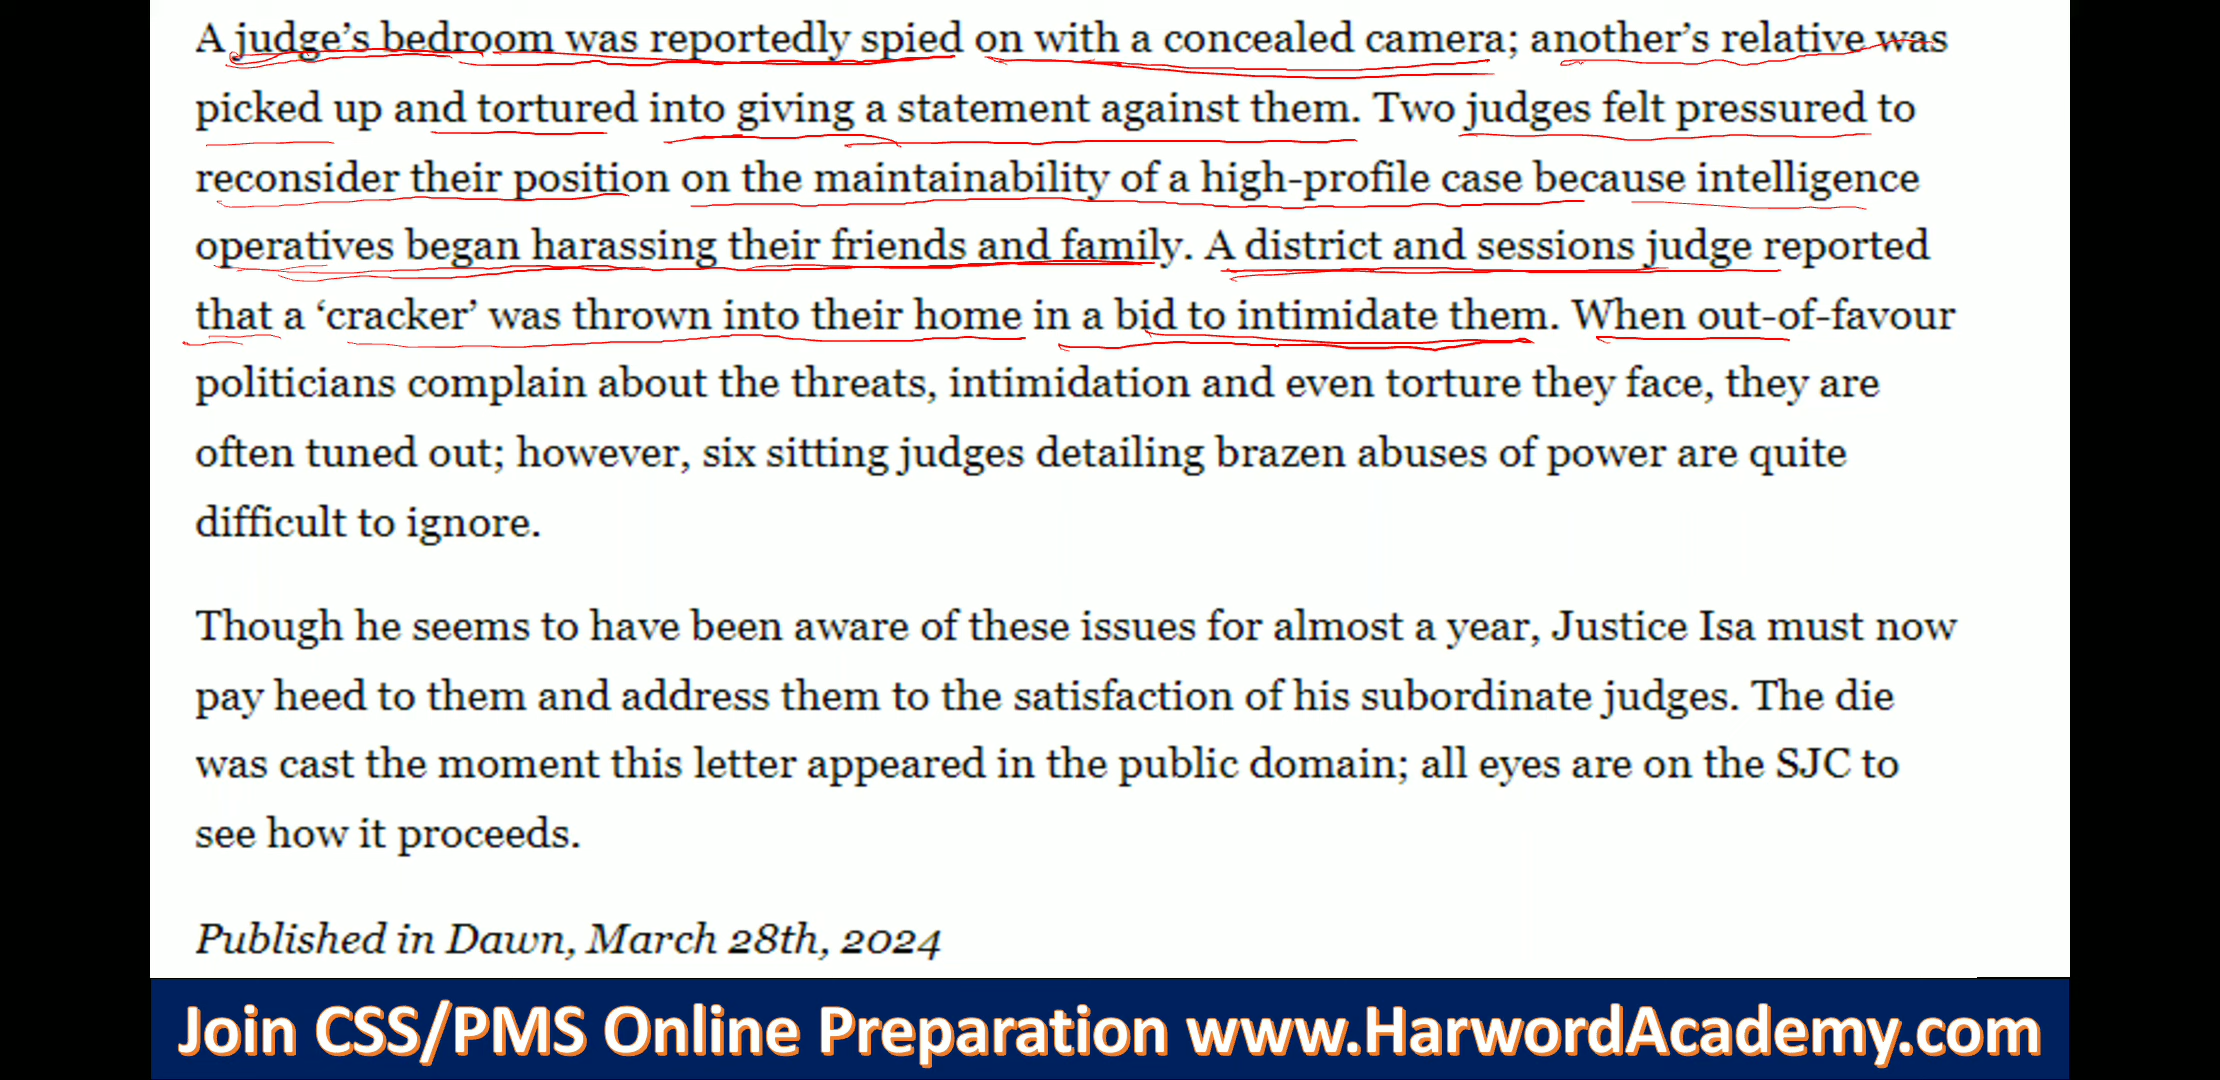 A judge’s bedroom was reportedly spied on with a concealed camera; another’s relative was
picked up and tortured into giving a statement against them. Two judges felt pressured to
reconsider their position on the maintainability of a high-profile case because intelligence
operatives began harassing their friends and family. A district and sessions judge reported
that a ‘cracker’ was thrown into their home in a bid to intimidate them. When out-of-favour
politicians complain about the threats, intimidation and even torture they face, they are
often tuned out; however, six sitting judges detailing brazen abuses of power are quite
difficult to ignore.
Though he seems to have been aware of these issues for almost a year, Justice Isa must now
pay heed to them and address them to the satisfaction of his subordinate judges. The die
was cast the moment this letter appeared in the public domain; all eyes are on the SJC to
see how it proceeds.
Published in Dawn, March 28th, 2024
Join CSS/PMS Online Preparation www.HarwordAcademy.com